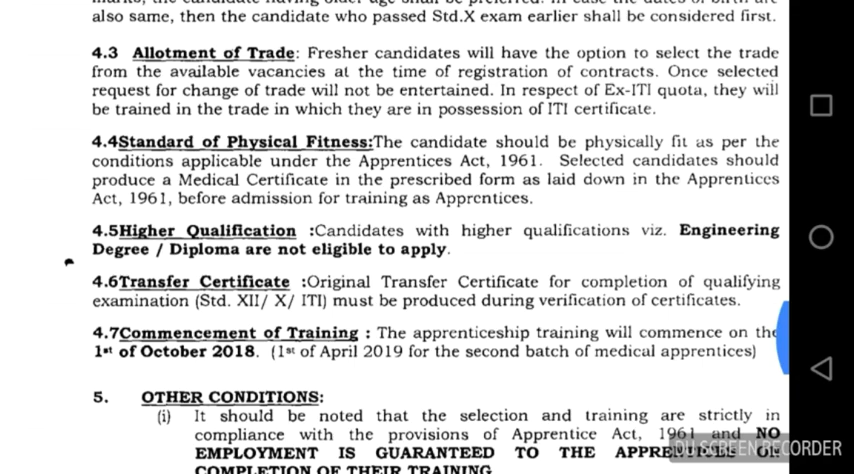 also same, then the candidate who passed Std.X exam earlier shall be considered first.
4.3 Allotment of Trade: Fresher candidates will have the option to select the trade
from the available vacancies at the time of registration of contracts. Once selected
request for change of trade will not be entertained. In respect of Ex-ITI quota, they will
be trained in the trade in which they are in possession of ITI certificate.
4.4Standard of Physical Fitness:The candidate should be physically fit as per the
conditions applicable under the Apprentices Act, 1961. Selected candidates should
produce a Medical Certificate in the prescribed form as laid down in the Apprentices
Act, 1961, before admission for training as Apprentices.
4.5Higher Qualification :Candidates with higher qualifications viz. Engineering
Degree / Diploma are not eligible to apply.
4.6Transfer Certificate :Original Transfer Certificate for completion of qualifying
examination (Std. XII/ X/ ITI) must be produced during verification of certificates.
4.7Commencement of Training : The apprenticeship training will commence on the
1st of October 2018. (1st of April 2019 for the second batch of medical apprentices)
5. OTHER CONDITIONS:
(i) It should be noted that the selection and training are strictly in
compliance with the provisions of Apprentice Act, 1961 and NO
DU SCREEN RECORDER
EMPLOYMENT IS GUARANTEED TO THE APPRENTICES ON
COMPLETION OF THEIR TRAINING